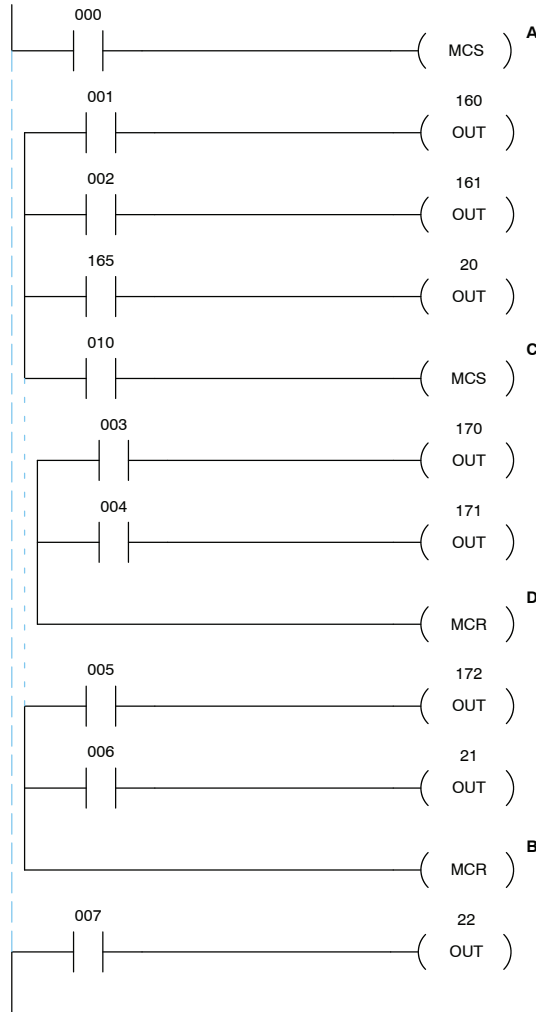 000
MCS A
001 160
OUT
002 161
OUT
165 20
OUT
010
MCS C
003 170
OUT
004 171
OUT
MCR D
005 172
OUT
006 21
OUT
MCR B
007 22
OUT